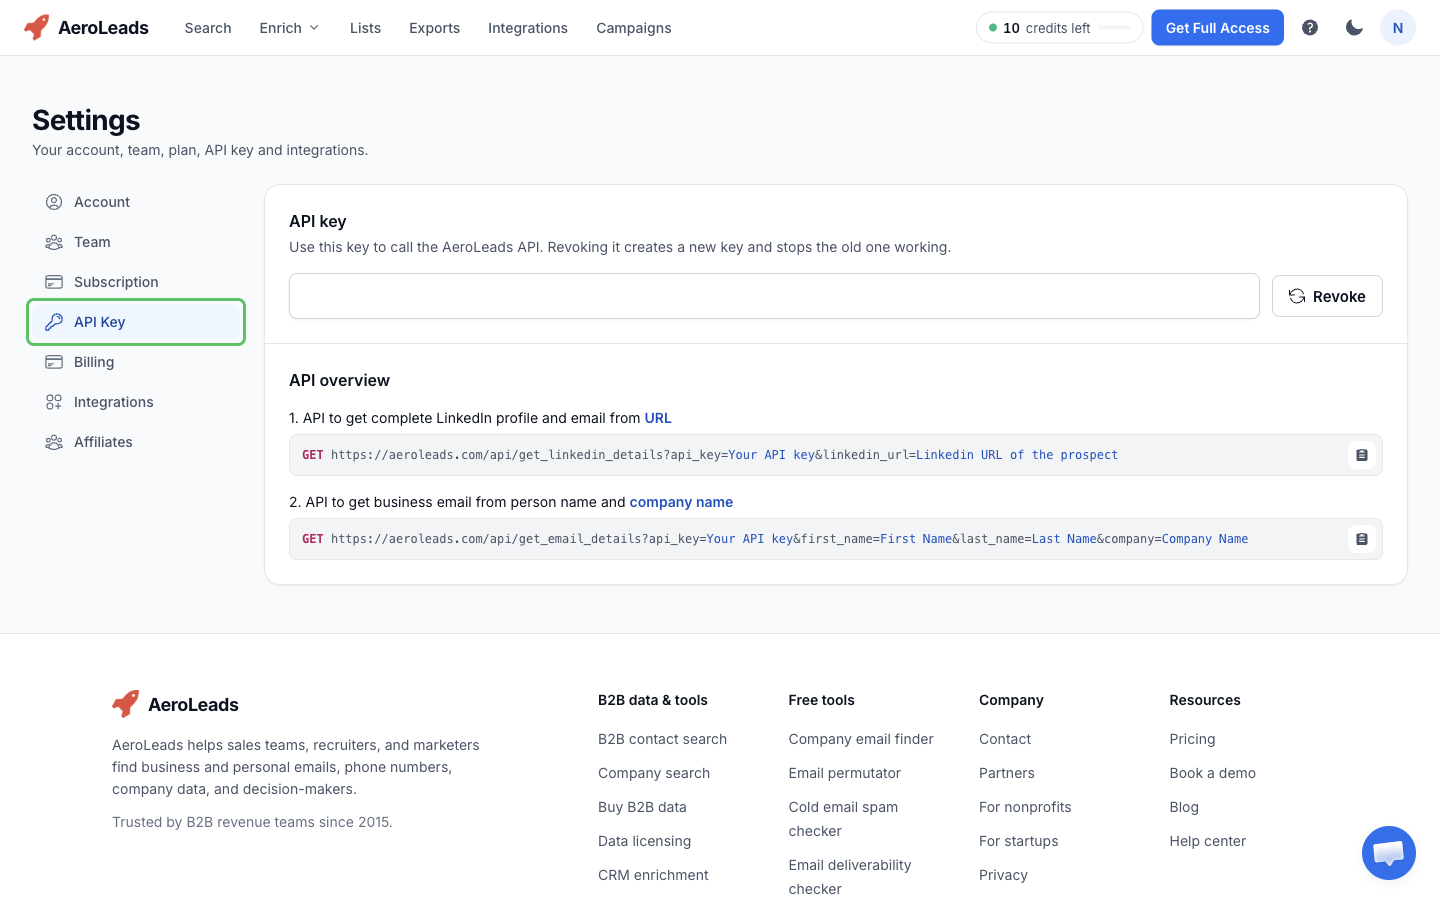 AeroLeads
Search
Enrich
Lists
Exports
Integrations
Campaigns
10 credits left
Get Full Access
N
Settings
Your account, team, plan, API key and integrations.
Account
Team
Subscription
API Key
Billing
Integrations
Affiliates
API key
Use this key to call the AeroLeads API. Revoking it creates a new key and stops the old one working.
Revoke
API overview
1. API to get complete LinkedIn profile and email from URL
GET https://aeroleads.com/api/get_linkedin_details?api_key=Your API key&linkedin_url=Linkedin URL of the prospect
2. API to get business email from person name and company name
GET https://aeroleads.com/api/get_email_details?api_key=Your API key&first_name=First Name&last_name=Last Name&company=Company Name
AeroLeads
AeroLeads helps sales teams, recruiters, and marketers
find business and personal emails, phone numbers,
company data, and decision-makers.
Trusted by B2B revenue teams since 2015.
B2B data & tools
B2B contact search
Company search
Buy B2B data
Data licensing
CRM enrichment
Free tools
Company email finder
Email permutator
Cold email spam
checker
Email deliverability
checker
Company
Contact
Partners
For nonprofits
For startups
Privacy
Resources
Pricing
Book a demo
Blog
Help center